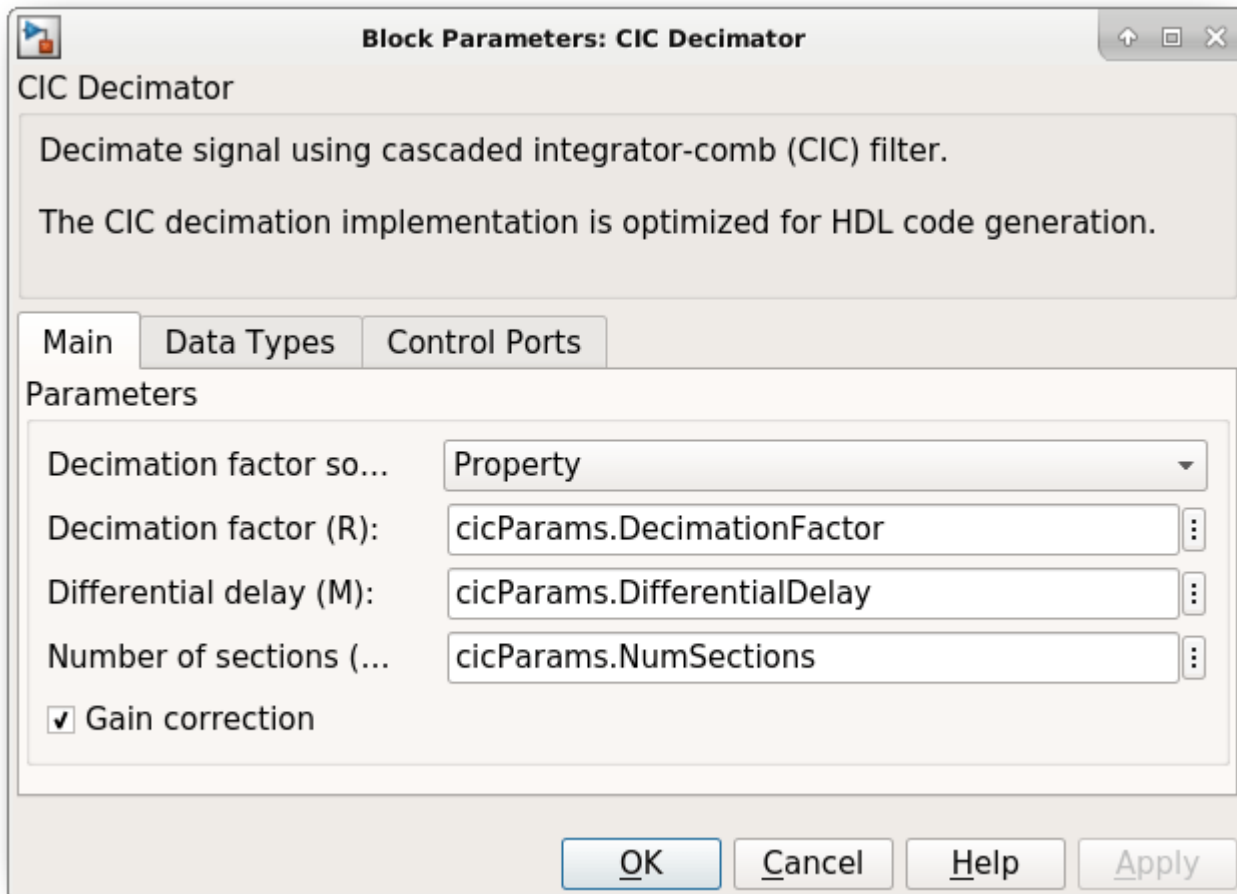 Block Parameters: CIC Decimator
CIC Decimator
Decimate signal using cascaded integrator-comb (CIC) filter.
The CIC decimation implementation is optimized for HDL code generation.
Main Data Types Control Ports
Parameters
Decimation factor so... Property
Decimation factor (R): cicParams.DecimationFactor
Differential delay (M): cicParams.DifferentialDelay
Number of sections (... cicParams.NumSections
Gain correction
OK Cancel Help Apply